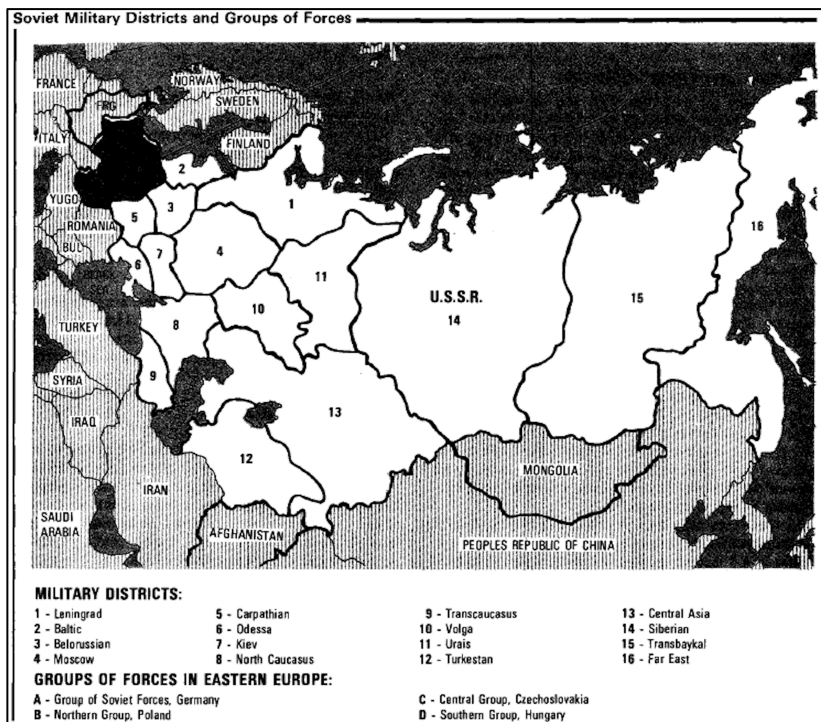 Soviet Military Districts and Groups of Forces
FRANCE
NORWAY
FRG
SWEDEN
ITALY
FINLAND
2
1
YUGO
3
5
ROMANIA
16
7
4
BUL
6
11
10
U.S.S.R.
15
8
14
TURKEY
9
SYRIA
13
IRAQ
12
MONGOLIA
IRAN
SAUDI
ARABIA
AFGHANISTAN
PEOPLES REPUBLIC OF CHINA
MILITARY DISTRICTS:
1 - Leningrad
2 - Baltic
3 - Belorussian
4 - Moscow
5 - Carpathian
6 - Odessa
7 - Kiev
8 - North Caucasus
9 - Transcaucasus
10 - Volga
11 - Urais
12 - Turkestan
13 - Central Asia
14 - Siberian
15 - Transbaykal
16 - Far East
GROUPS OF FORCES IN EASTERN EUROPE:
A - Group of Soviet Forces, Germany
B - Northern Group, Poland
C - Central Group, Czechoslovakia
D - Southern Group, Hungary